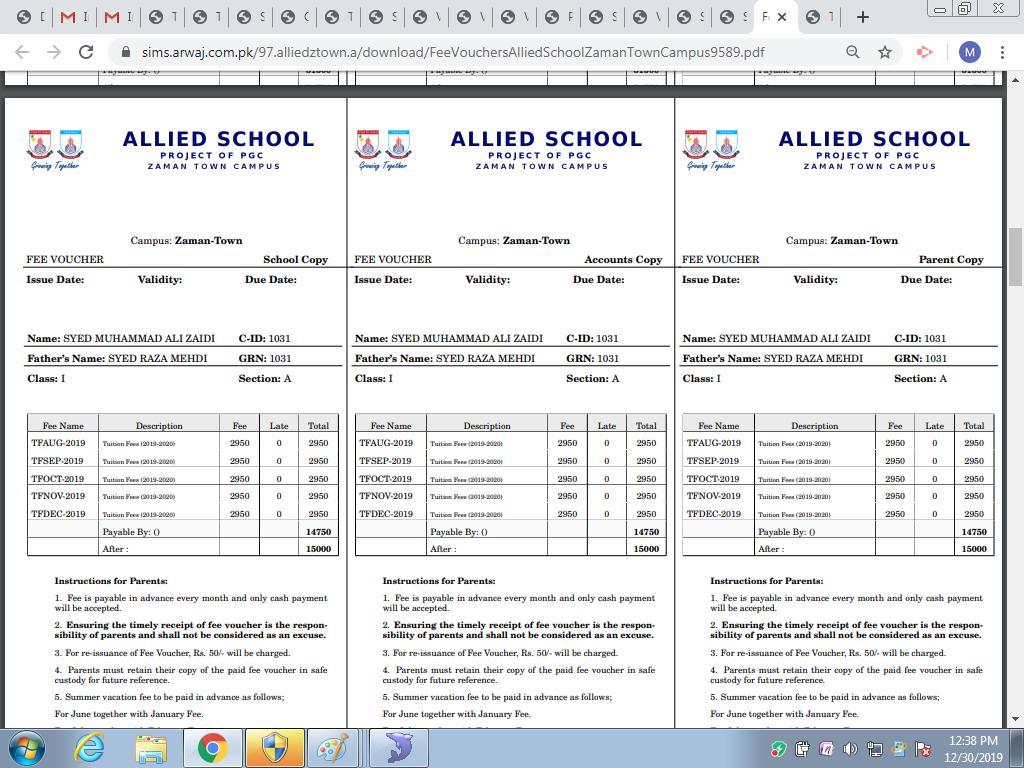 sims.arwaj.com.pk/97.alliedztown.a/download/FeeVouchersAlliedSchoolZamanTownCampus9589.pdf
M
ALLIED SCHOOL
PROJECT OF PGC
ZAMAN TOWN CAMPUS
Growing Together
Campus: Zaman-Town
FEE VOUCHER School Copy
Issue Date: Validity: Due Date:
Name: SYED MUHAMMAD ALI ZAIDI C-ID: 1031
Father's Name: SYED RAZA MEHDI GRN: 1031
Class: I Section: A
Fee Name Description Fee Late Total
TFAUG-2019 Tuition Fees (2019-2020) 2950 0 2950
TFSEP-2019 Tuition Fees (2019-2020) 2950 0 2950
TFOCT-2019 Tuition Fees (2019-2020) 2950 0 2950
TFNOV-2019 Tuition Fees (2019-2020) 2950 0 2950
TFDEC-2019 Tuition Fees (2019-2020) 2950 0 2950
Payable By: () 14750
After : 15000
Instructions for Parents:
1. Fee is payable in advance every month and only cash payment
will be accepted.
2. Ensuring the timely receipt of fee voucher is the respon-
sibility of parents and shall not be considered as an excuse.
3. For re-issuance of Fee Voucher, Rs. 50/- will be charged.
4. Parents must retain their copy of the paid fee voucher in safe
custody for future reference.
5. Summer vacation fee to be paid in advance as follows;
For June together with January Fee.
ALLIED SCHOOL
PROJECT OF PGC
ZAMAN TOWN CAMPUS
Growing Together
Campus: Zaman-Town
FEE VOUCHER Accounts Copy
Issue Date: Validity: Due Date:
Name: SYED MUHAMMAD ALI ZAIDI C-ID: 1031
Father's Name: SYED RAZA MEHDI GRN: 1031
Class: I Section: A
Fee Name Description Fee Late Total
TFAUG-2019 Tuition Fees (2019-2020) 2950 0 2950
TFSEP-2019 Tuition Fees (2019-2020) 2950 0 2950
TFOCT-2019 Tuition Fees (2019-2020) 2950 0 2950
TFNOV-2019 Tuition Fees (2019-2020) 2950 0 2950
TFDEC-2019 Tuition Fees (2019-2020) 2950 0 2950
Payable By: () 14750
After : 15000
Instructions for Parents:
1. Fee is payable in advance every month and only cash payment
will be accepted.
2. Ensuring the timely receipt of fee voucher is the respon-
sibility of parents and shall not be considered as an excuse.
3. For re-issuance of Fee Voucher, Rs. 50/- will be charged.
4. Parents must retain their copy of the paid fee voucher in safe
custody for future reference.
5. Summer vacation fee to be paid in advance as follows;
For June together with January Fee.
ALLIED SCHOOL
PROJECT OF PGC
ZAMAN TOWN CAMPUS
Growing Together
Campus: Zaman-Town
FEE VOUCHER Parent Copy
Issue Date: Validity: Due Date:
Name: SYED MUHAMMAD ALI ZAIDI C-ID: 1031
Father's Name: SYED RAZA MEHDI GRN: 1031
Class: I Section: A
Fee Name Description Fee Late Total
TFAUG-2019 Tuition Fees (2019-2020) 2950 0 2950
TFSEP-2019 Tuition Fees (2019-2020) 2950 0 2950
TFOCT-2019 Tuition Fees (2019-2020) 2950 0 2950
TFNOV-2019 Tuition Fees (2019-2020) 2950 0 2950
TFDEC-2019 Tuition Fees (2019-2020) 2950 0 2950
Payable By: () 14750
After : 15000
Instructions for Parents:
1. Fee is payable in advance every month and only cash payment
will be accepted.
2. Ensuring the timely receipt of fee voucher is the respon-
sibility of parents and shall not be considered as an excuse.
3. For re-issuance of Fee Voucher, Rs. 50/- will be charged.
4. Parents must retain their copy of the paid fee voucher in safe
custody for future reference.
5. Summer vacation fee to be paid in advance as follows;
For June together with January Fee.
12:38 PM
12/30/2019